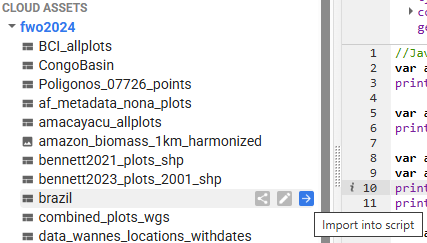 CLOUD ASSETS
fwo2024
BCI_allplots
CongoBasin
Poligonos_07726_points
af_metadata_nona_plots
amacayacu_allplots
amazon_biomass_1km_harmonized
bennett2021_plots_shp
bennett2023_plots_2001_shp
brazil
combined_plots_wgs
data_wannes_locations_withdates
Import into script
co
ge
1 //Jav
2 var a
3 print
4
5 var a
6 print
7
8 var a
9 var a
i 10 print
11 print
var a